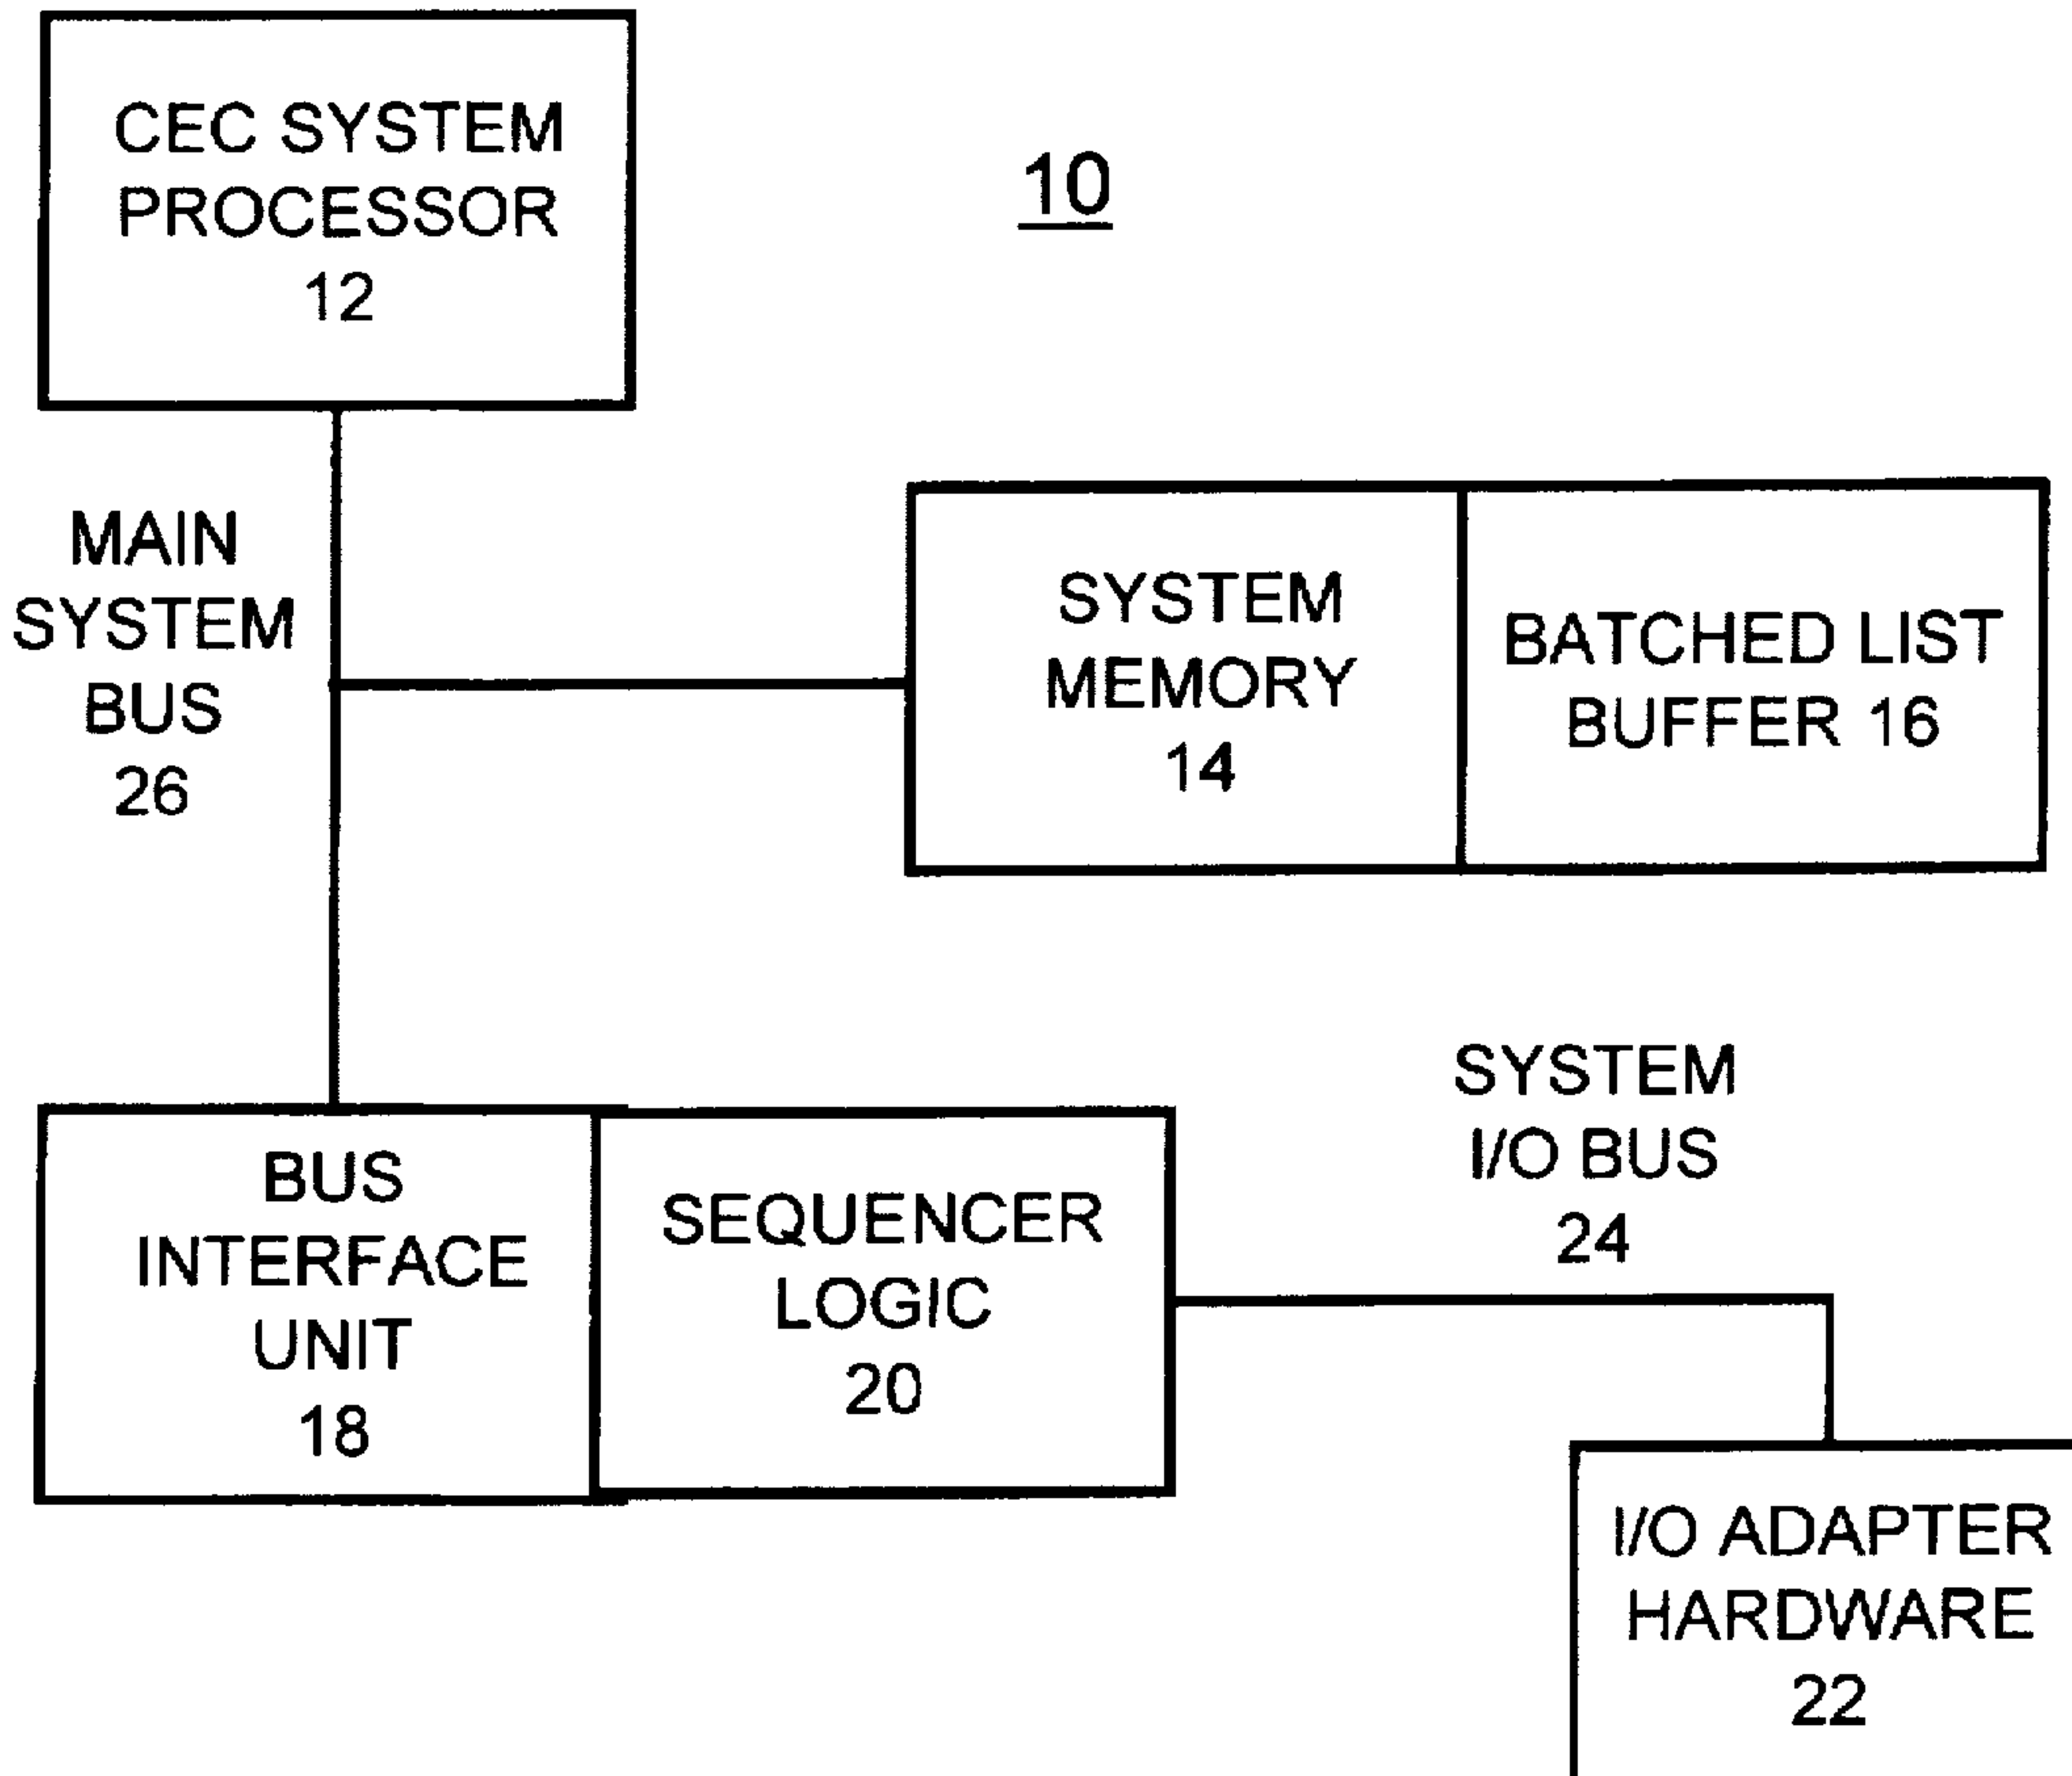 CEC SYSTEM
PROCESSOR
12
10
MAIN
SYSTEM
BUS
26
SYSTEM
MEMORY
14
BATCHED LIST
BUFFER 16
BUS
INTERFACE
UNIT
18
SEQUENCER
LOGIC
20
SYSTEM
I/O BUS
24
I/O ADAPTER
HARDWARE
22